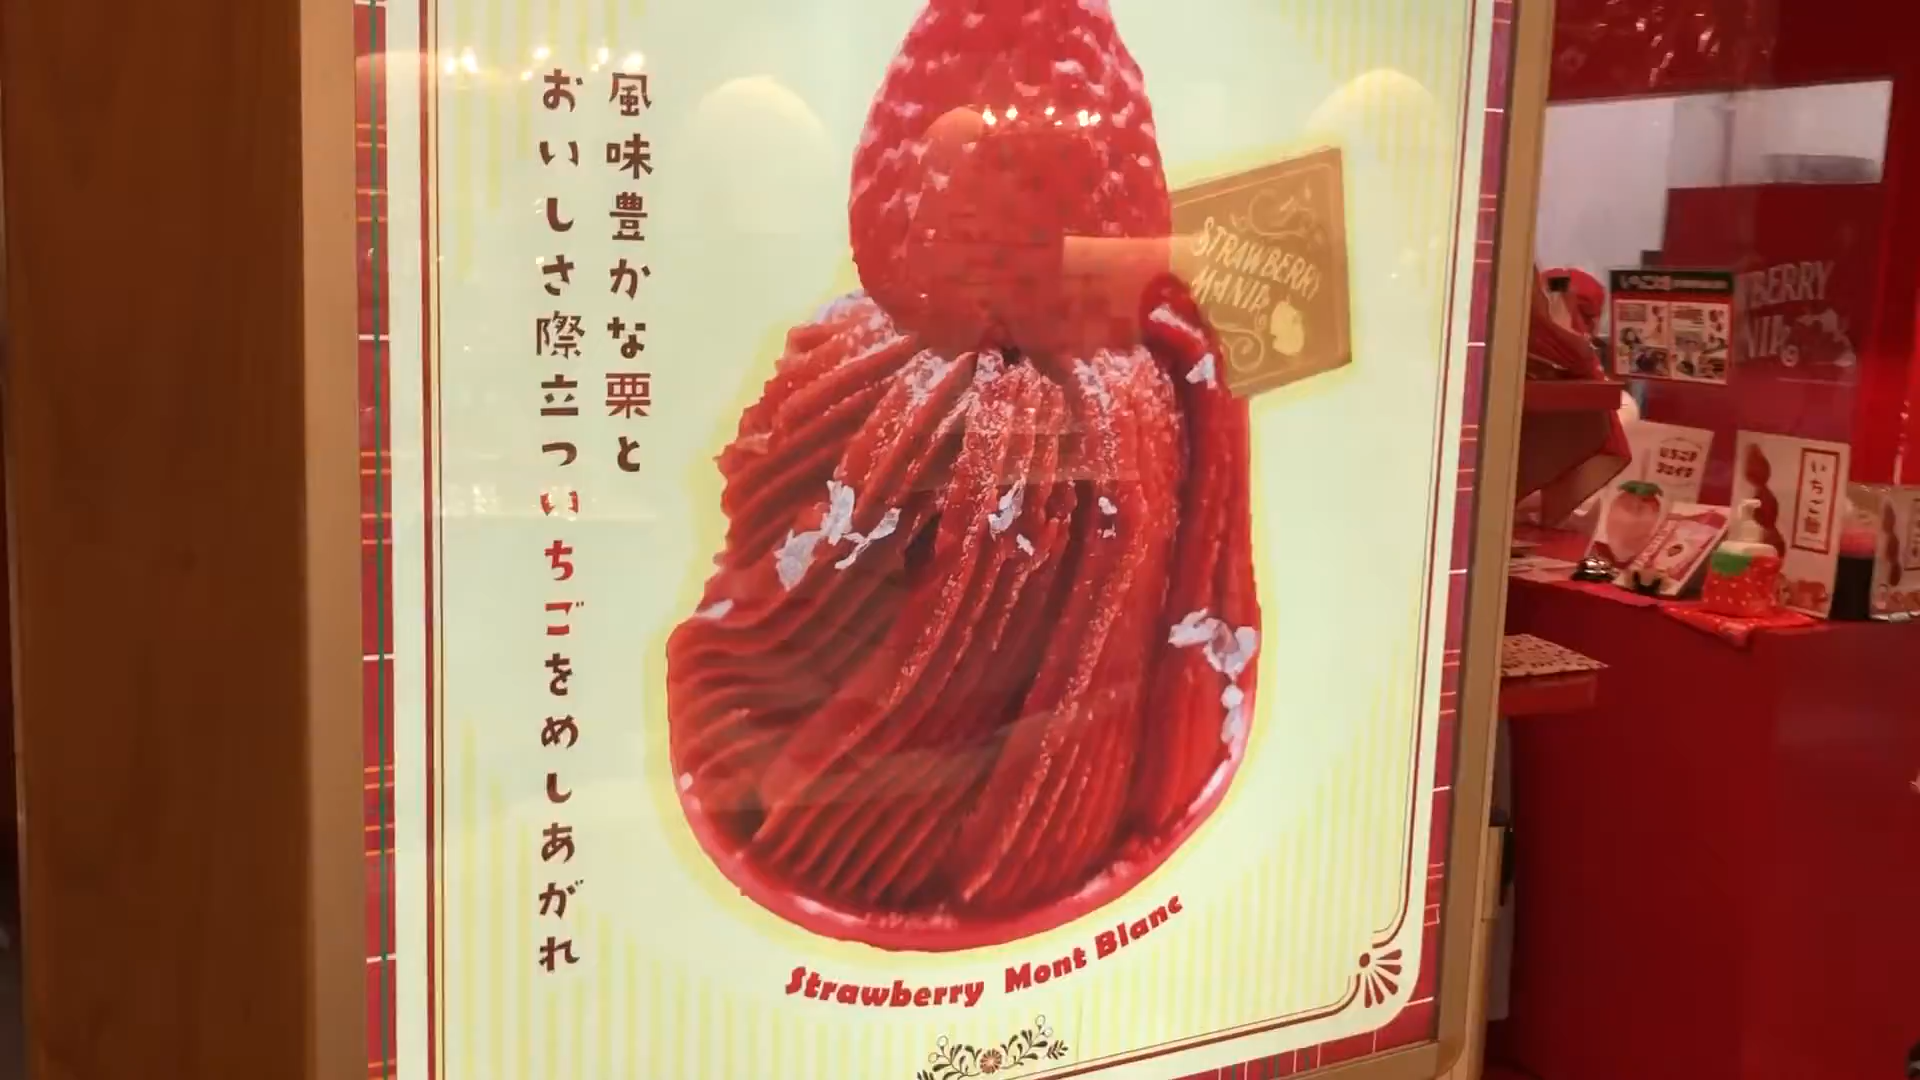 風味豊かな栗と
おいしさ際立ついちごをめしあがれ
STRAWBERRY
MANIA
Strawberry Mont Blanc
いちご飴